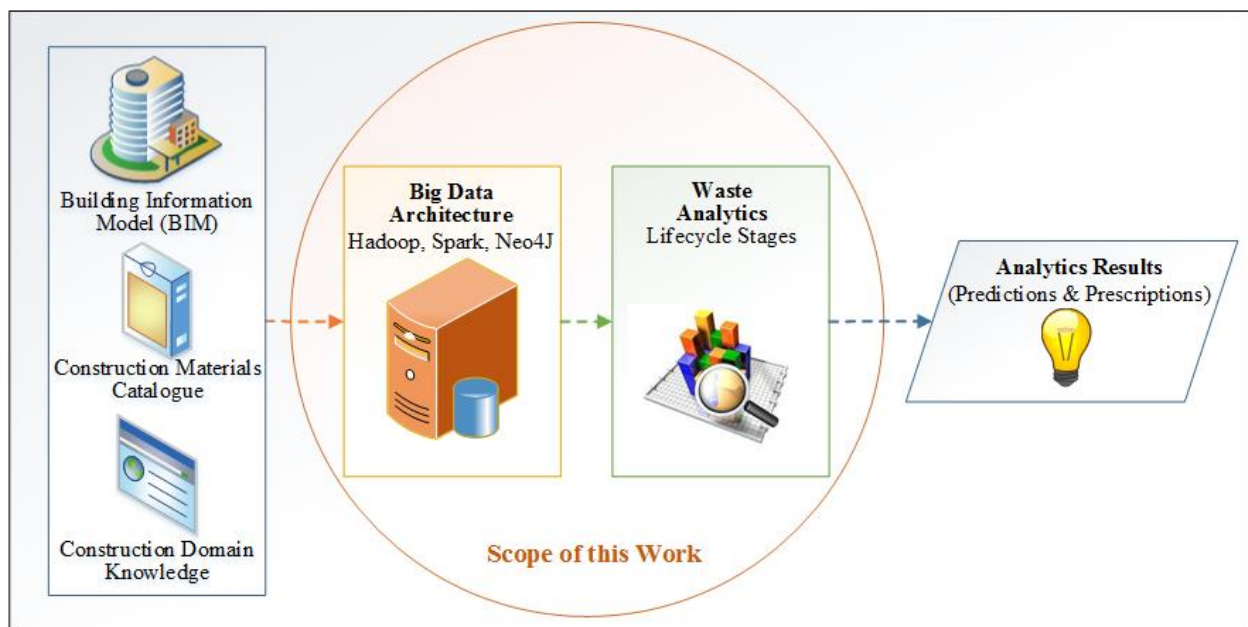 Building Information
Model (BIM)
Construction Materials
Catalogue
Construction Domain
Knowledge
Big Data
Architecture
Hadoop, Spark, Neo4J
Waste
Analytics
Lifecycle Stages
Analytics Results
(Predictions & Prescriptions)
Scope of this Work